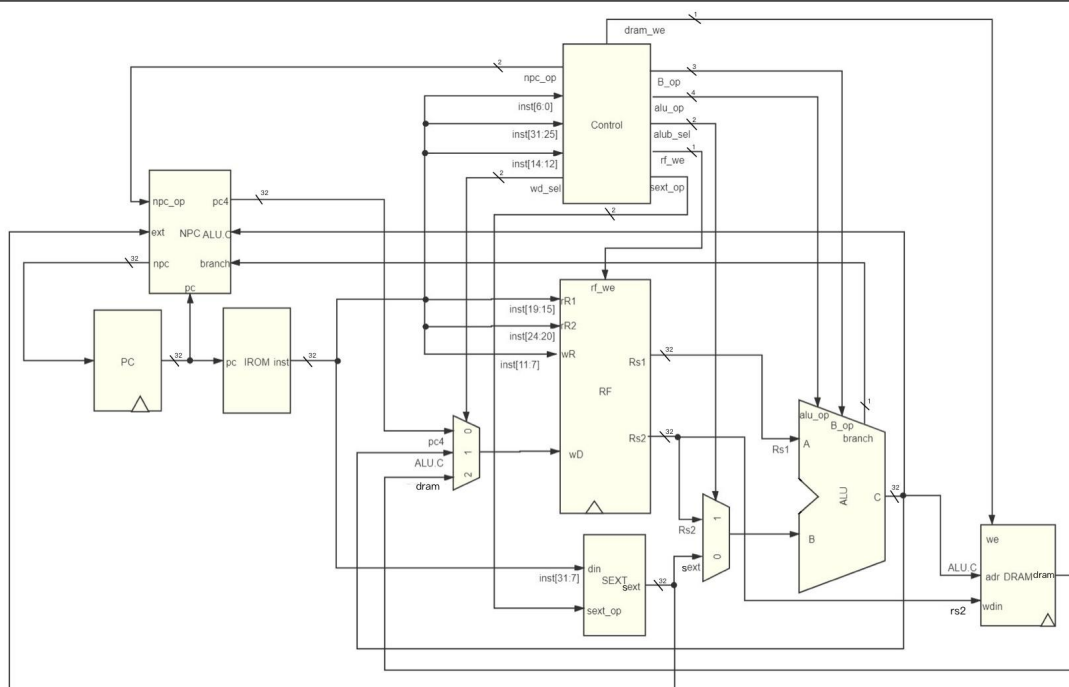 1
dram_we
2
npc_op
3
B_op
inst[6:0]
4
alu_op
Control
2
inst[31:25]
alub_sel
inst[14:12]
1
rf_we
2
wd_sel
sext_op
2
npc_op
pc4
32
ext
NPC
ALU.C
32
npc
branch
pc
rf_we
rR1
inst[19:15]
rR2
inst[24:20]
wR
inst[11:7]
PC
32
pc
IROM
inst
32
Rs1
32
RF
Rs2
32
wD
0
1
2
pc4
ALU.C
dram
alu_op
B_op
branch
1
Rs1
A
ALU
C
32
B
Rs2
1
0
sext
din
inst[31:7]
SEXT
sext
32
sext_op
we
ALU.C
adr
DRAM
dram
wdin
rs2